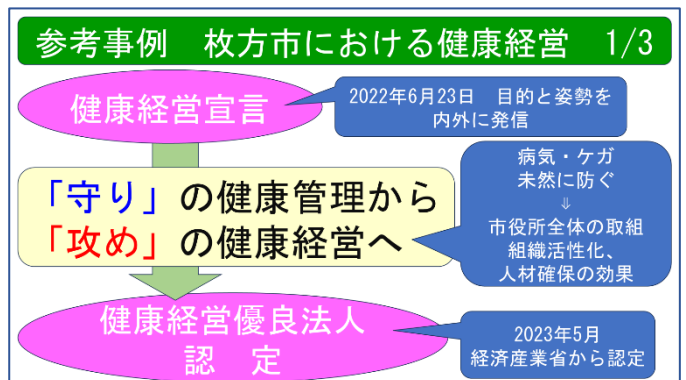 参考事例　枚方市における健康経営　1/3
健康経営宣言
2022年6月23日　目的と姿勢を
内外に発信
「守り」の健康管理から
「攻め」の健康経営へ
病気・ケガ
未然に防ぐ
⇓
市役所全体の取組
組織活性化、
人材確保の効果
健康経営優良法人
認　定
2023年5月
経済産業省から認定